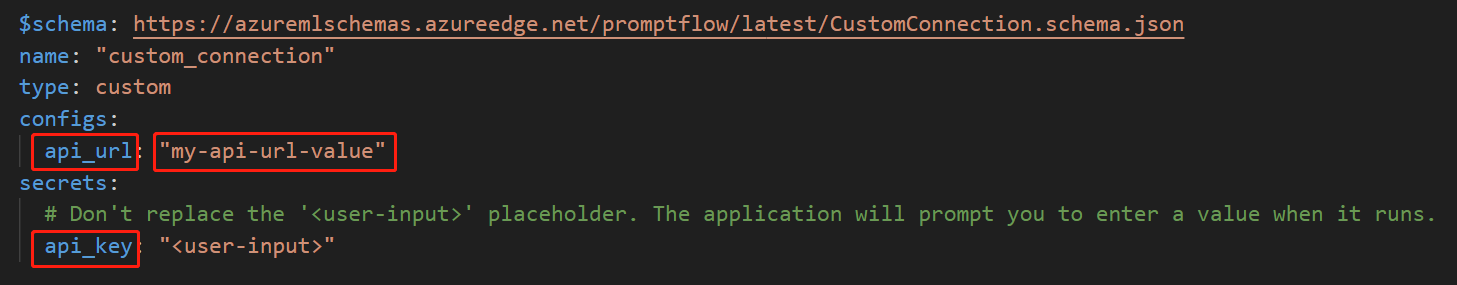 $schema: https://azuremlschemas.azureedge.net/promptflow/latest/CustomConnection.schema.json
name: "custom_connection"
type: custom
configs:
  api_url: "my-api-url-value"
secrets:
  # Don't replace the '<user-input>' placeholder. The application will prompt you to enter a value when it runs.
  api_key: "<user-input>"